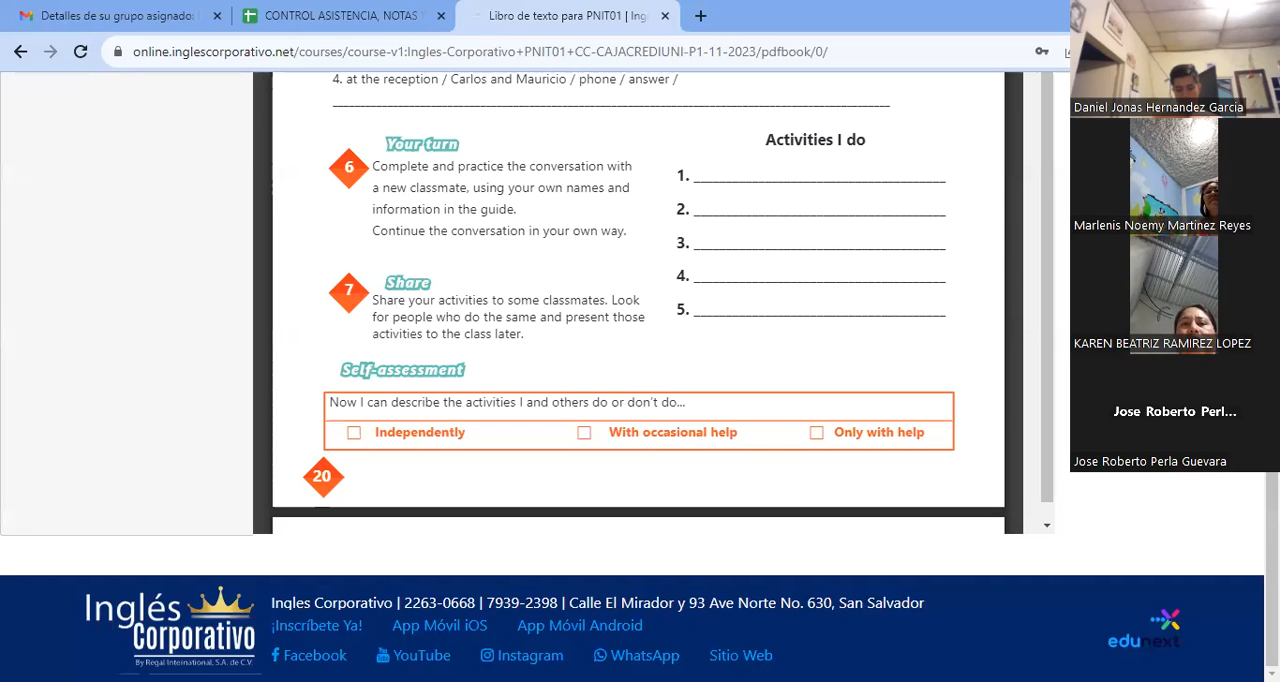 Detalles de su grupo asignado:
CONTROL ASISTENCIA, NOTAS Y
Libro de texto para PNIT01 | Ing
online.inglescorporativo.net/courses/course-v1:Ingles-Corporativo+PNIT01+CC-CAJACREDIUNI-P1-11-2023/pdfbook/0/
4. at the reception / Carlos and Mauricio / phone / answer /
6
Your turn
Complete and practice the conversation with
a new classmate, using your own names and
information in the guide.
Continue the conversation in your own way.
7
Share
Share your activities to some classmates. Look
for people who do the same and present those
activities to the class later.
Activities I do
1.
2.
3.
4.
5.
Self-assessment
Now I can describe the activities I and others do or don't do...
Independently With occasional help Only with help
20
Daniel Jonas Hernandez Garcia
Marlenis Noemy Martinez Reyes
KAREN BEATRIZ RAMIREZ LOPEZ
Jose Roberto Perl...
Jose Roberto Perla Guevara
Inglés
Corporativo
By Regal International, S.A. de C.V.
Ingles Corporativo | 2263-0668 | 7939-2398 | Calle El Mirador y 93 Ave Norte No. 630, San Salvador
¡Inscríbete Ya! App Móvil iOS App Móvil Android
Facebook YouTube Instagram WhatsApp Sitio Web
edunext